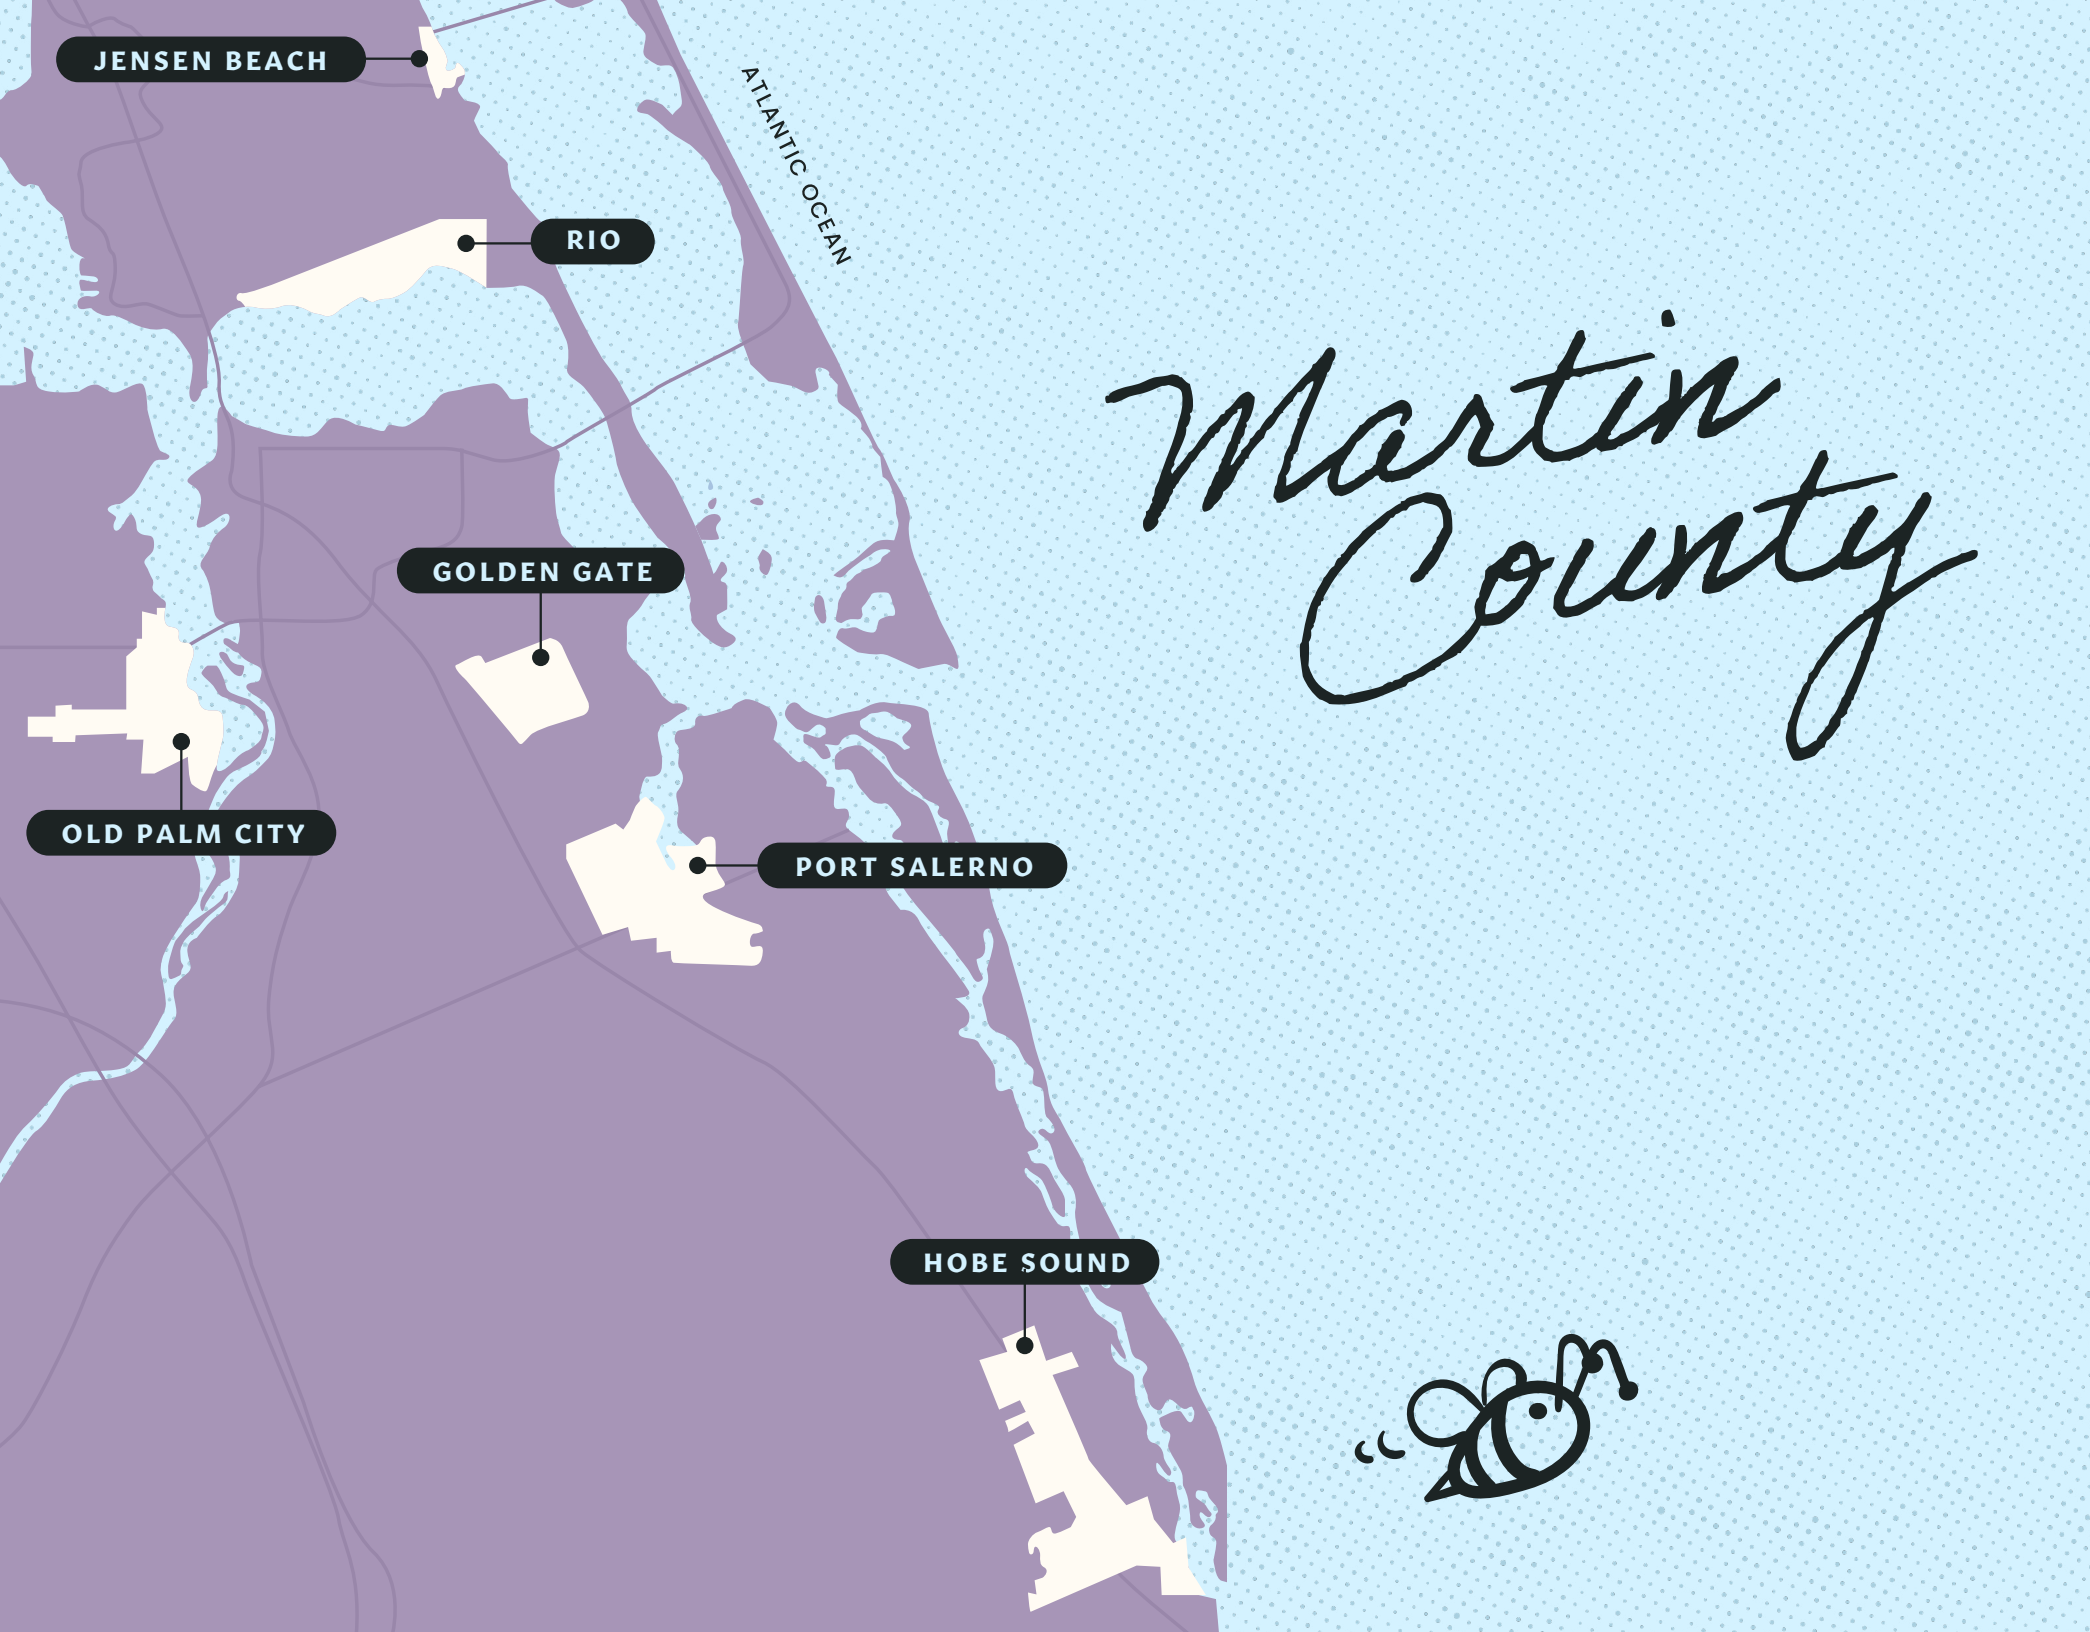 JENSEN BEACH
ATLANTIC OCEAN
RIO
Martin
County
GOLDEN GATE
OLD PALM CITY
PORT SALERNO
HOBE SOUND